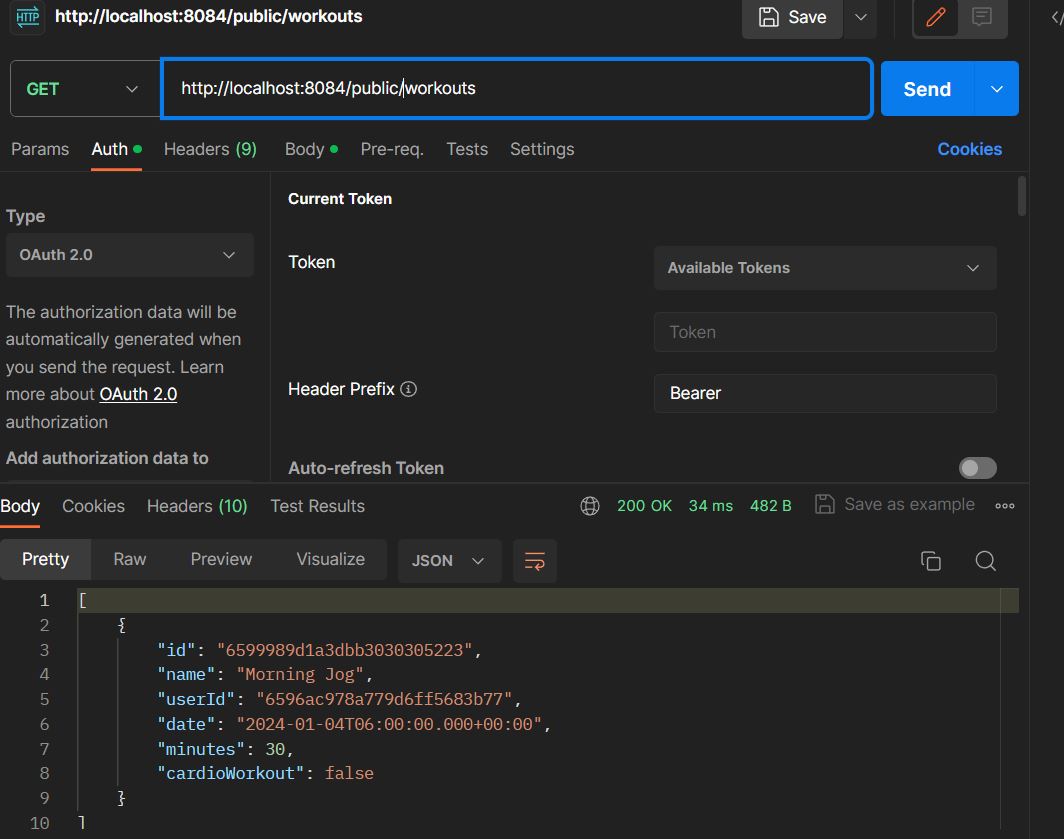 HTTP http://localhost:8084/public/workouts Save
GET http://localhost:8084/public/workouts Send
Params Auth Headers (9) Body Pre-req. Tests Settings Cookies
Type
OAuth 2.0
The authorization data will be
automatically generated when
you send the request. Learn
more about OAuth 2.0
authorization
Add authorization data to
Current Token
Token Available Tokens
Token
Header Prefix Bearer
Auto-refresh Token
Body Cookies Headers (10) Test Results 200 OK 34 ms 482 B Save as example
Pretty Raw Preview Visualize JSON
1 [
2 {
3 "id": "6599989d1a3dbb3030305223",
4 "name": "Morning Jog",
5 "userId": "6596ac978a779d6ff5683b77",
6 "date": "2024-01-04T06:00:00.000+00:00",
7 "minutes": 30,
8 "cardioWorkout": false
9 }
10 ]